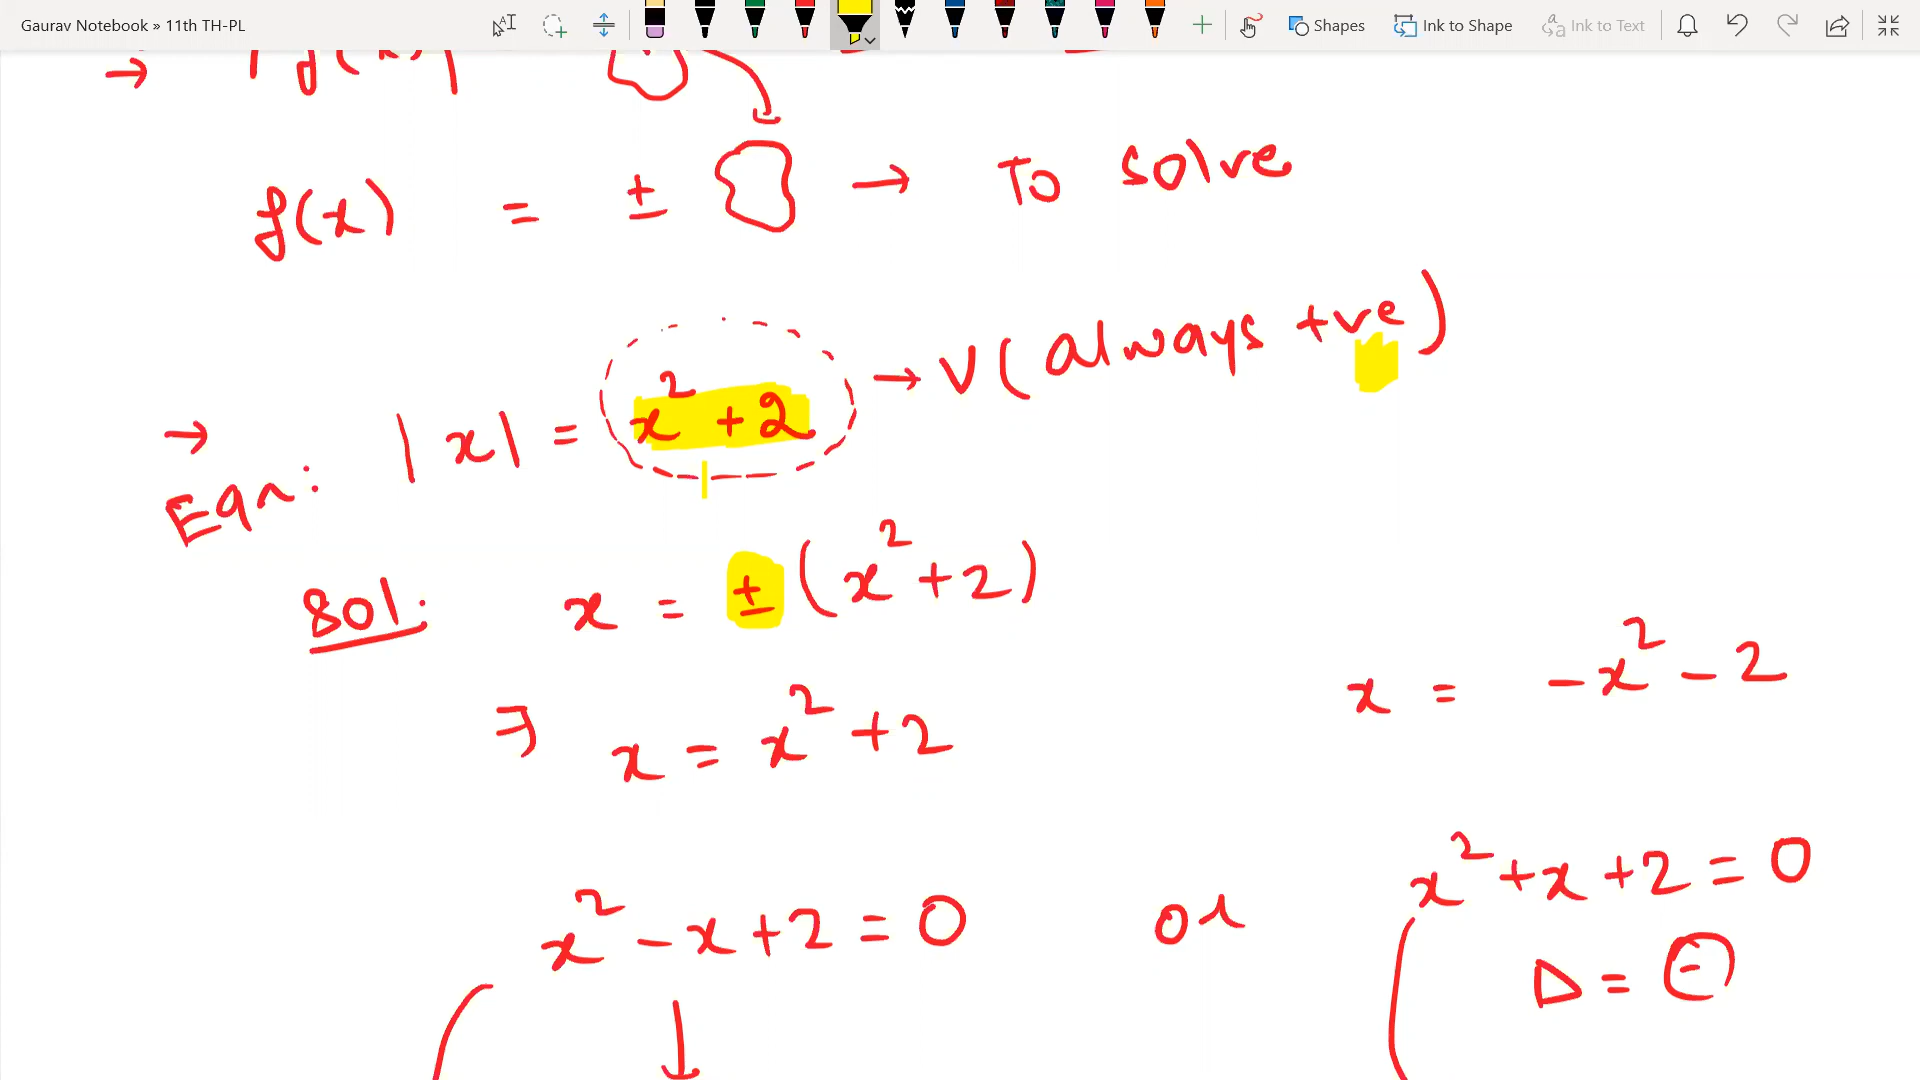 Gaurav Notebook » 11th TH-PL
Shapes
Ink to Shape
Ink to Text
→ |f(x)|
f(x) = ± → To solve
→ |x| = x² + 2 → V (always +ve)
Eqn:
Sol: x = ± (x² + 2)
⇒ x = x² + 2
x = -x² - 2
x² - x + 2 = 0 or x² + x + 2 = 0
D = (-)